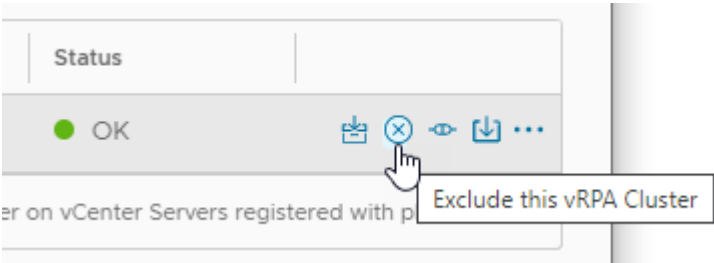 Status
OK
Exclude this vRPA Cluster
er on vCenter Servers registered with p